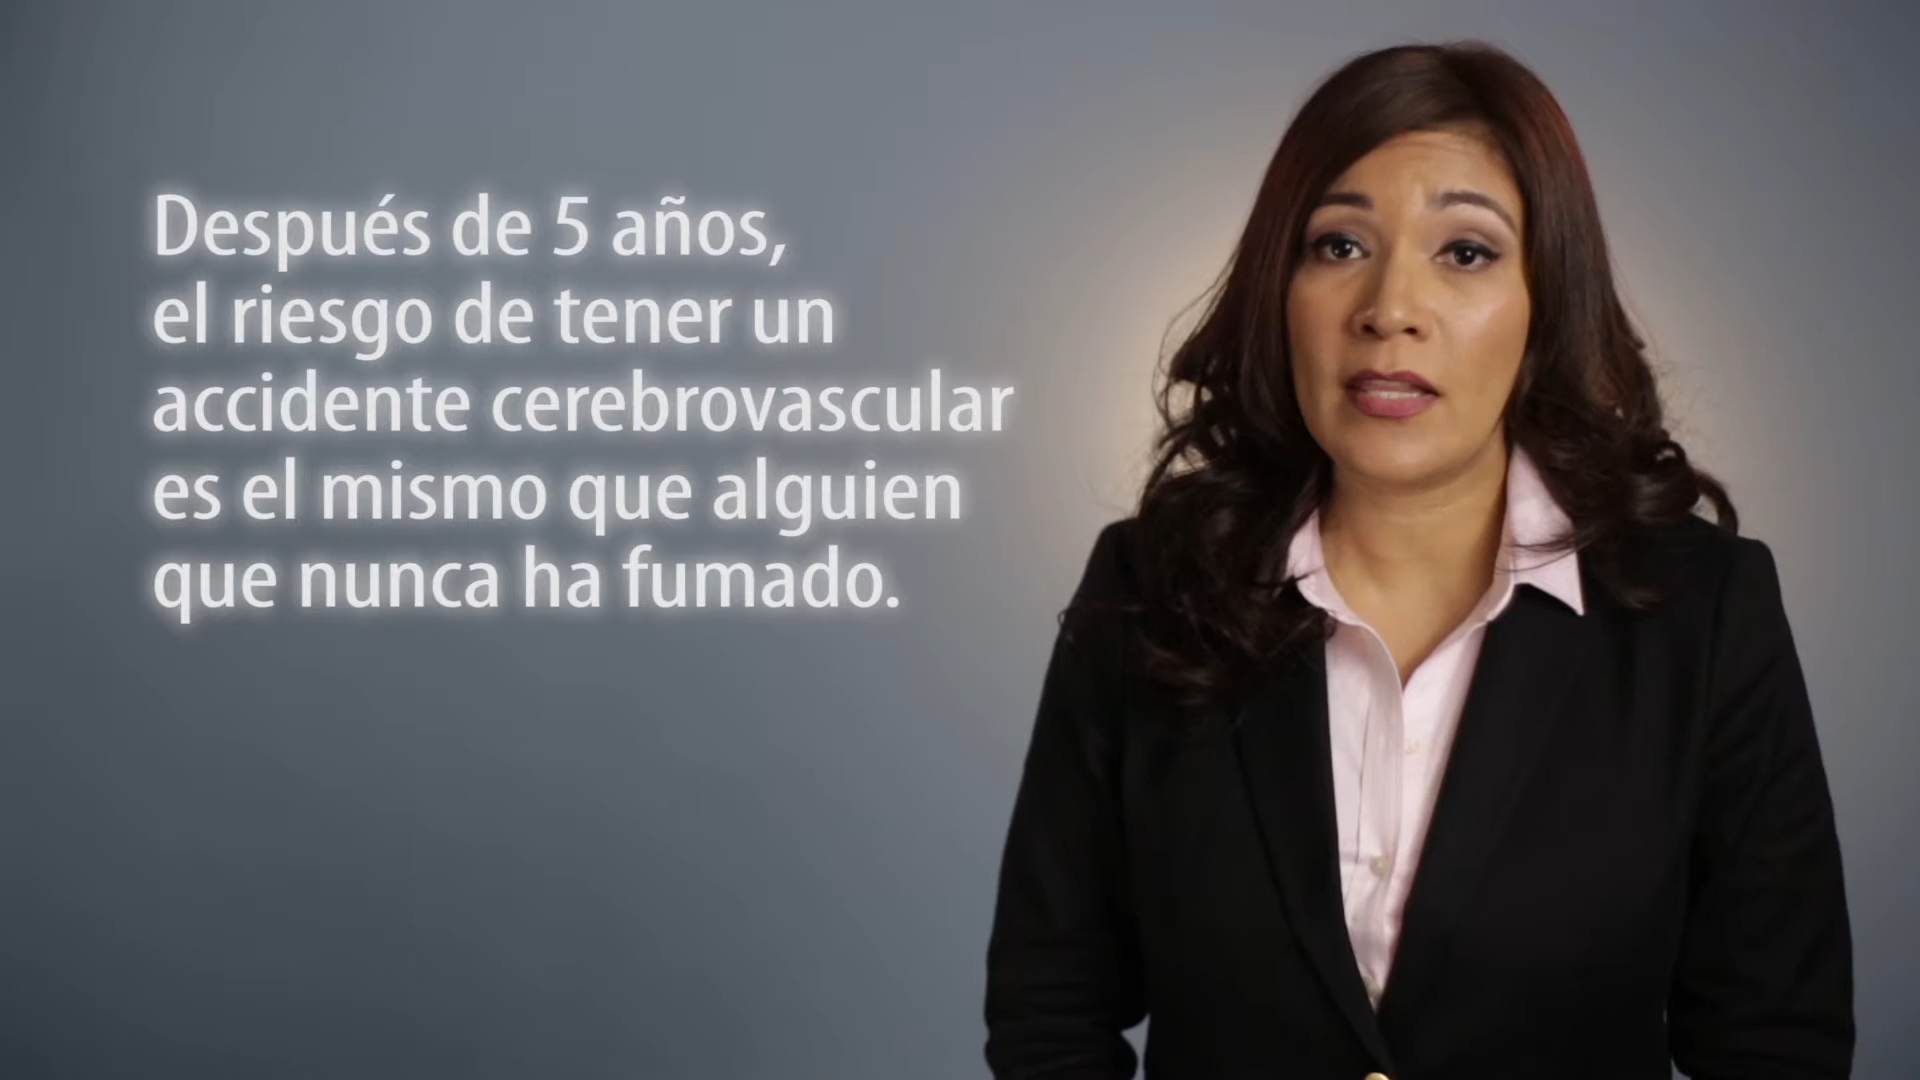 Después de 5 años,
el riesgo de tener un
accidente cerebrovascular
es el mismo que alguien
que nunca ha fumado.